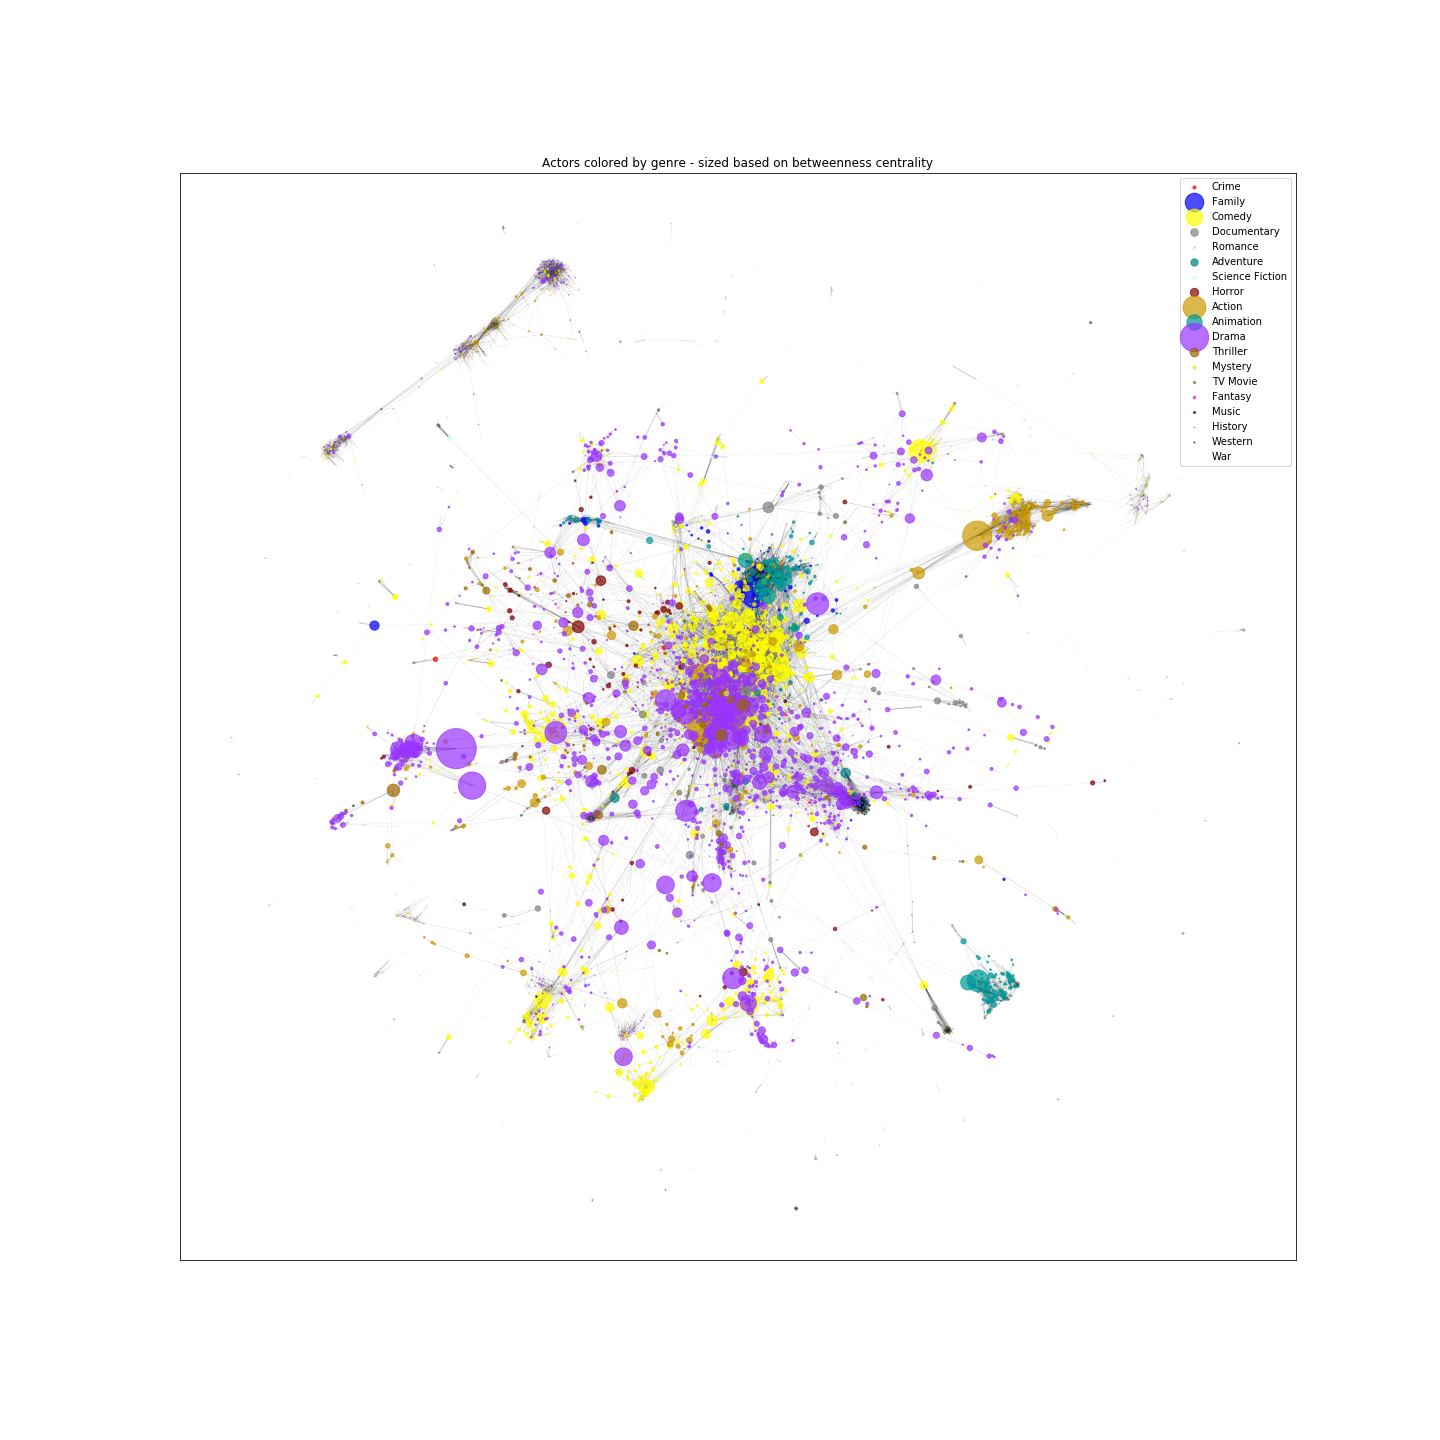 Actors colored by genre - sized based on betweenness centrality
Crime
Family
Comedy
Documentary
Romance
Adventure
Science Fiction
Horror
Action
Animation
Drama
Thriller
Mystery
TV Movie
Fantasy
Music
History
Western
War